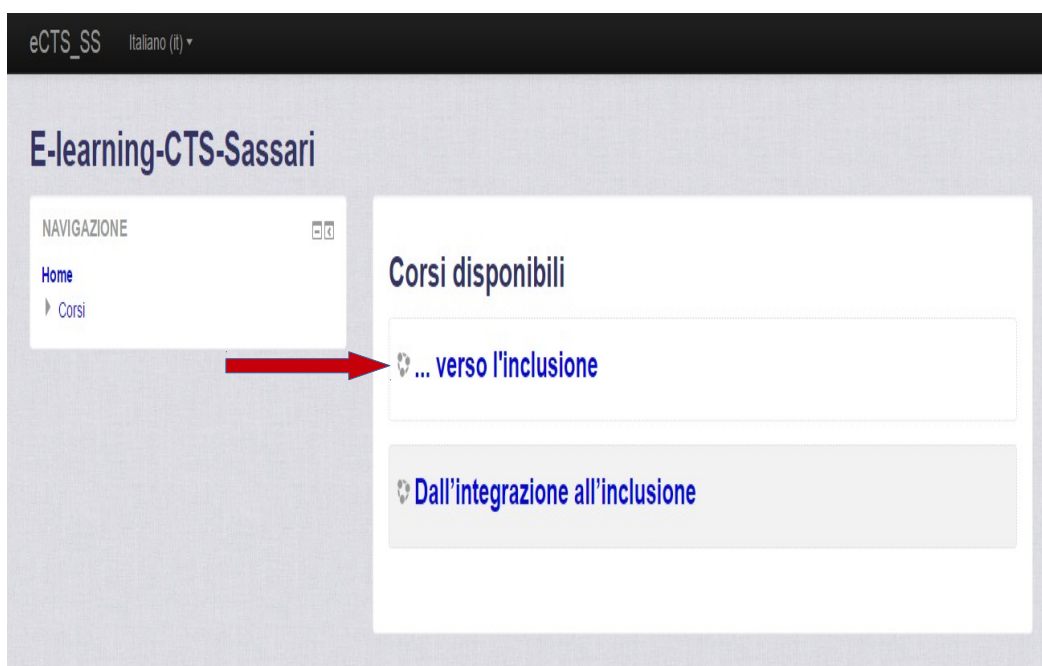 eCTS_SS Italiano (it)
E-learning-CTS-Sassari
NAVIGAZIONE
Home
Corsi
Corsi disponibili
... verso l'inclusione
Dall’integrazione all’inclusione